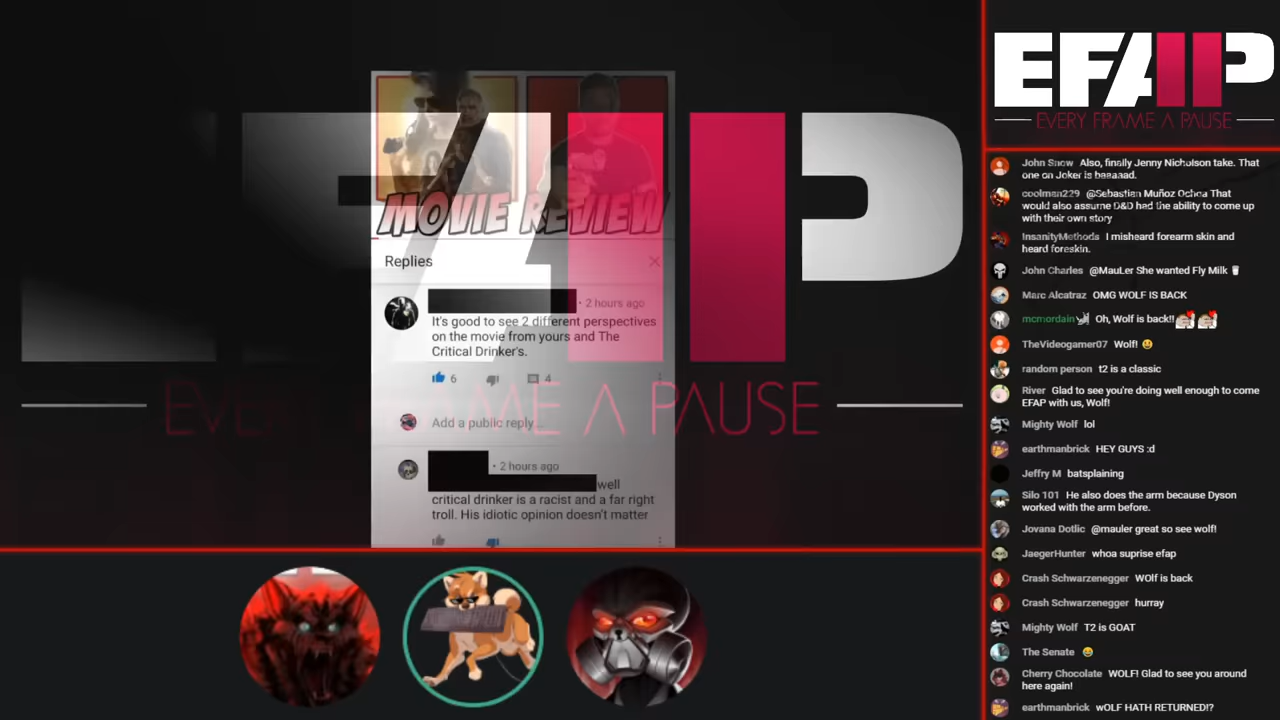 EFAP
EVERY FRAME A PAUSE
MOVIE REVIEW
Replies
• 2 hours ago
It's good to see 2 different perspectives
on the movie from yours and The
Critical Drinker's.
6
4
Add a public reply...
• 2 hours ago
well
critical drinker is a racist and a far right
troll. His idiotic opinion doesn't matter
EFAP
EVERY FRAME A PAUSE
John Snow Also, finally Jenny Nicholson take. That
one on Joker is baaaaad.
coolman229 @Sebastian Muñoz Ochoa That
would also assume D&D had the ability to come up
with their own story
InsanityMethods I misheard forearm skin and
heard foreskin.
John Charles @MauLer She wanted Fly Milk 🥛
Marc Alcatraz OMG WOLF IS BACK
mcmordain Oh, Wolf is back!!
TheVideogamer07 Wolf! 😃
random person t2 is a classic
River Glad to see you're doing well enough to come
EFAP with us, Wolf!
Mighty Wolf lol
earthmanbrick HEY GUYS :d
Jeffry M batsplaining
Silo 101 He also does the arm because Dyson
worked with the arm before.
Jovana Dotlic @mauler great so see wolf!
JaegerHunter whoa suprise efap
Crash Schwarzenegger WOlf is back
Crash Schwarzenegger hurray
Mighty Wolf T2 is GOAT
The Senate 😄
Cherry Chocolate WOLF! Glad to see you around
here again!
earthmanbrick wOLF HATH RETURNED!?